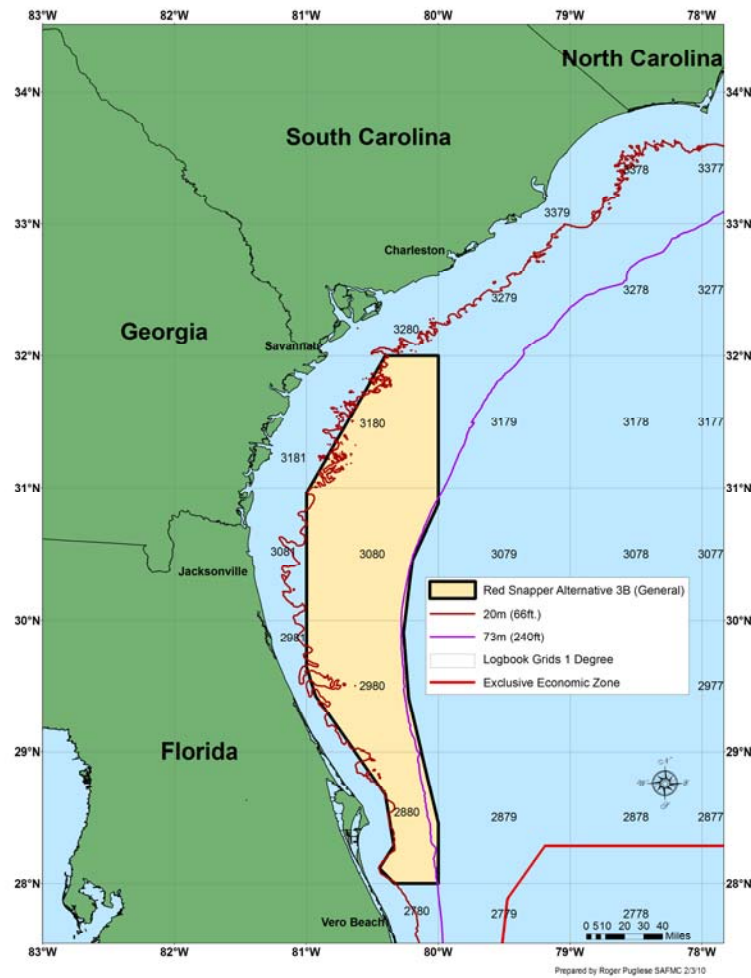 83°W 82°W 81°W 80°W 79°W 78°W
North Carolina
34°N 34°N
South Carolina
3378 3377
3379
33°N 33°N
Charleston
3279 3278 3277
3280
Georgia
Savannah
32°N 32°N
3180 3179 3178 3177
3181
31°N 31°N
3081 3080 3079 3078 3077
Jacksonville
Red Snapper Alternative 3B (General)
30°N 30°N
20m (66ft.)
2981
73m (240ft)
Logbook Grids 1 Degree
2980 2977
Exclusive Economic Zone
29°N 29°N
Florida
2880 2879 2878 2877
28°N 28°N
2780 2779 2778
Vero Beach
0 5 10 20 30 40
Miles
83°W 82°W 81°W 80°W 79°W 78°W
Prepared by Roger Pugliese SAFMC 2/3/10